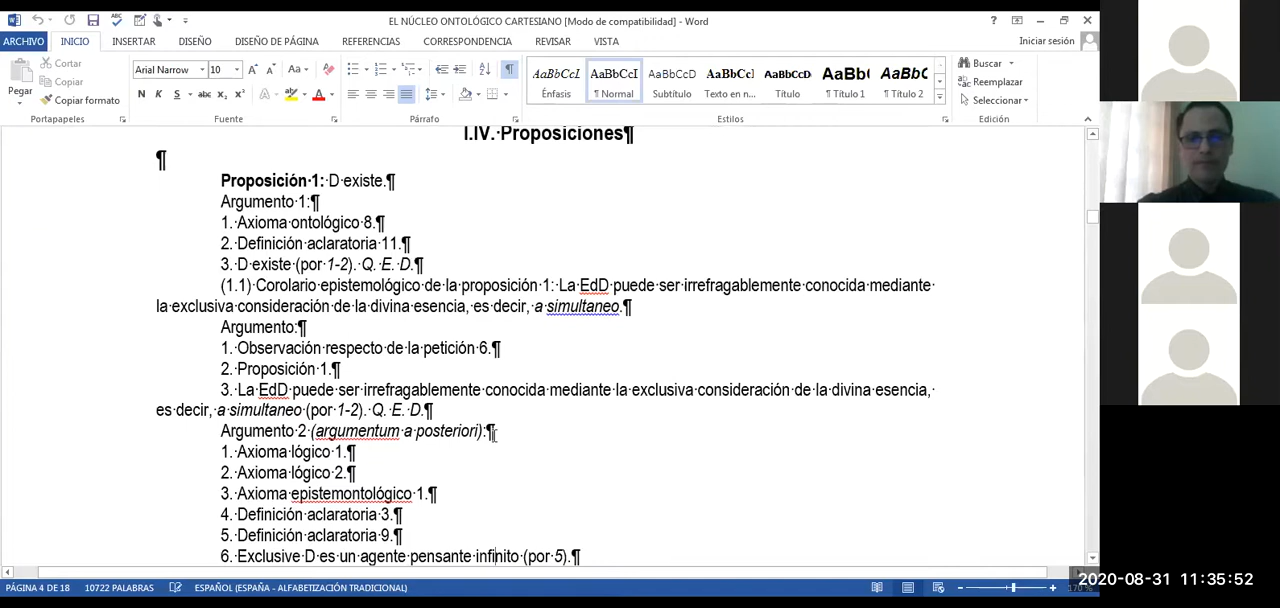 EL NÚCLEO ONTOLÓGICO CARTESIANO [Modo de compatibilidad] - Word
ARCHIVO INICIO INSERTAR DISEÑO DISEÑO DE PÁGINA REFERENCIAS CORRESPONDENCIA REVISAR VISTA Iniciar sesión
Pegar
Cortar
Copiar
Copiar formato
Portapapeles
Arial Narrow 10
Fuente
Párrafo
AaBbCcI AaBbCcI AaBbCcD AaBbCc] AaBbCcD AaBb( AaBbC
Énfasis ¶ Normal Subtítulo Texto en n... Título ¶ Título 1 ¶ Título 2
Estilos
Buscar
Reemplazar
Seleccionar
Edición
I.IV.·Proposiciones¶
¶
Proposición·1:·D·existe.¶
Argumento·1:¶
1.·Axioma·ontológico·8.¶
2.·Definición·aclaratoria·11.¶
3.·D·existe·(por·1-2).·Q.·E.·D.¶
(1.1)·Corolario·epistemológico·de·la·proposición·1:·La·EdD·puede·ser·irrefragablemente·conocida·mediante·
la·exclusiva·consideración·de·la·divina·esencia,·es·decir,·a·simultaneo.¶
Argumento:¶
1.·Observación·respecto·de·la·petición·6.¶
2.·Proposición·1.¶
3.·La·EdD·puede·ser·irrefragablemente·conocida·mediante·la·exclusiva·consideración·de·la·divina·esencia,·
es·decir,·a·simultaneo·(por·1-2).·Q.·E.·D.¶
Argumento·2·(argumentum·a·posteriori):¶
1.·Axioma·lógico·1.¶
2.·Axioma·lógico·2.¶
3.·Axioma·epistemontológico·1.¶
4.·Definición·aclaratoria·3.¶
5.·Definición·aclaratoria·9.¶
6.·Exclusive·D·es·un·agente·pensante·infinito·(por·5).¶
PÁGINA 4 DE 18 10722 PALABRAS ESPAÑOL (ESPAÑA - ALFABETIZACIÓN TRADICIONAL) 170 %
2020-08-31 11:35:52